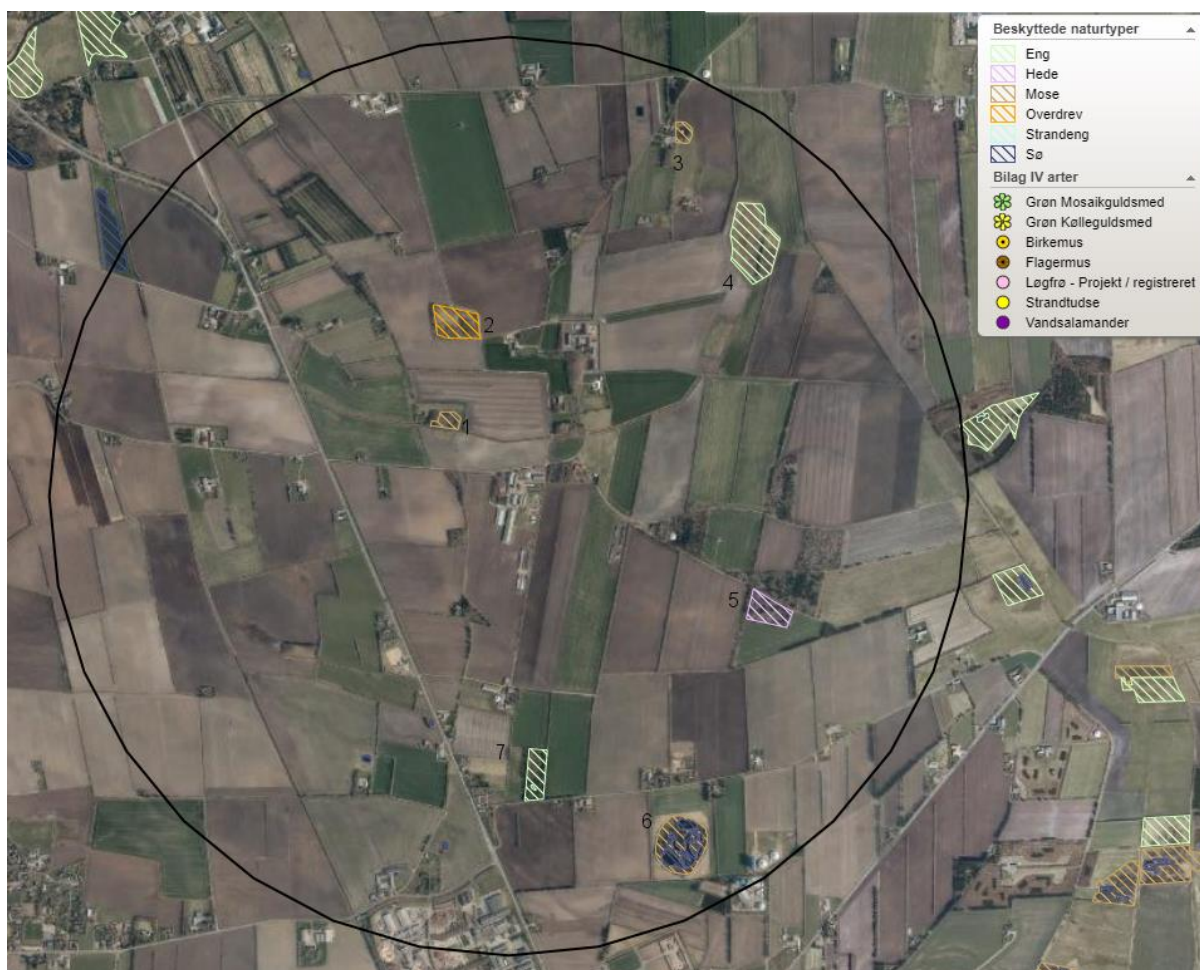 Beskyttede naturtyper
Eng
Hede
Mose
Overdrev
Strandeng
Sø
Bilag IV arter
Grøn Mosaikguldsmed
Grøn Kølleguldsmed
Birkemus
Flagermus
Løgfrø - Projekt / registreret
Strandtudse
Vandsalamander
3
4
2
1
5
7
6